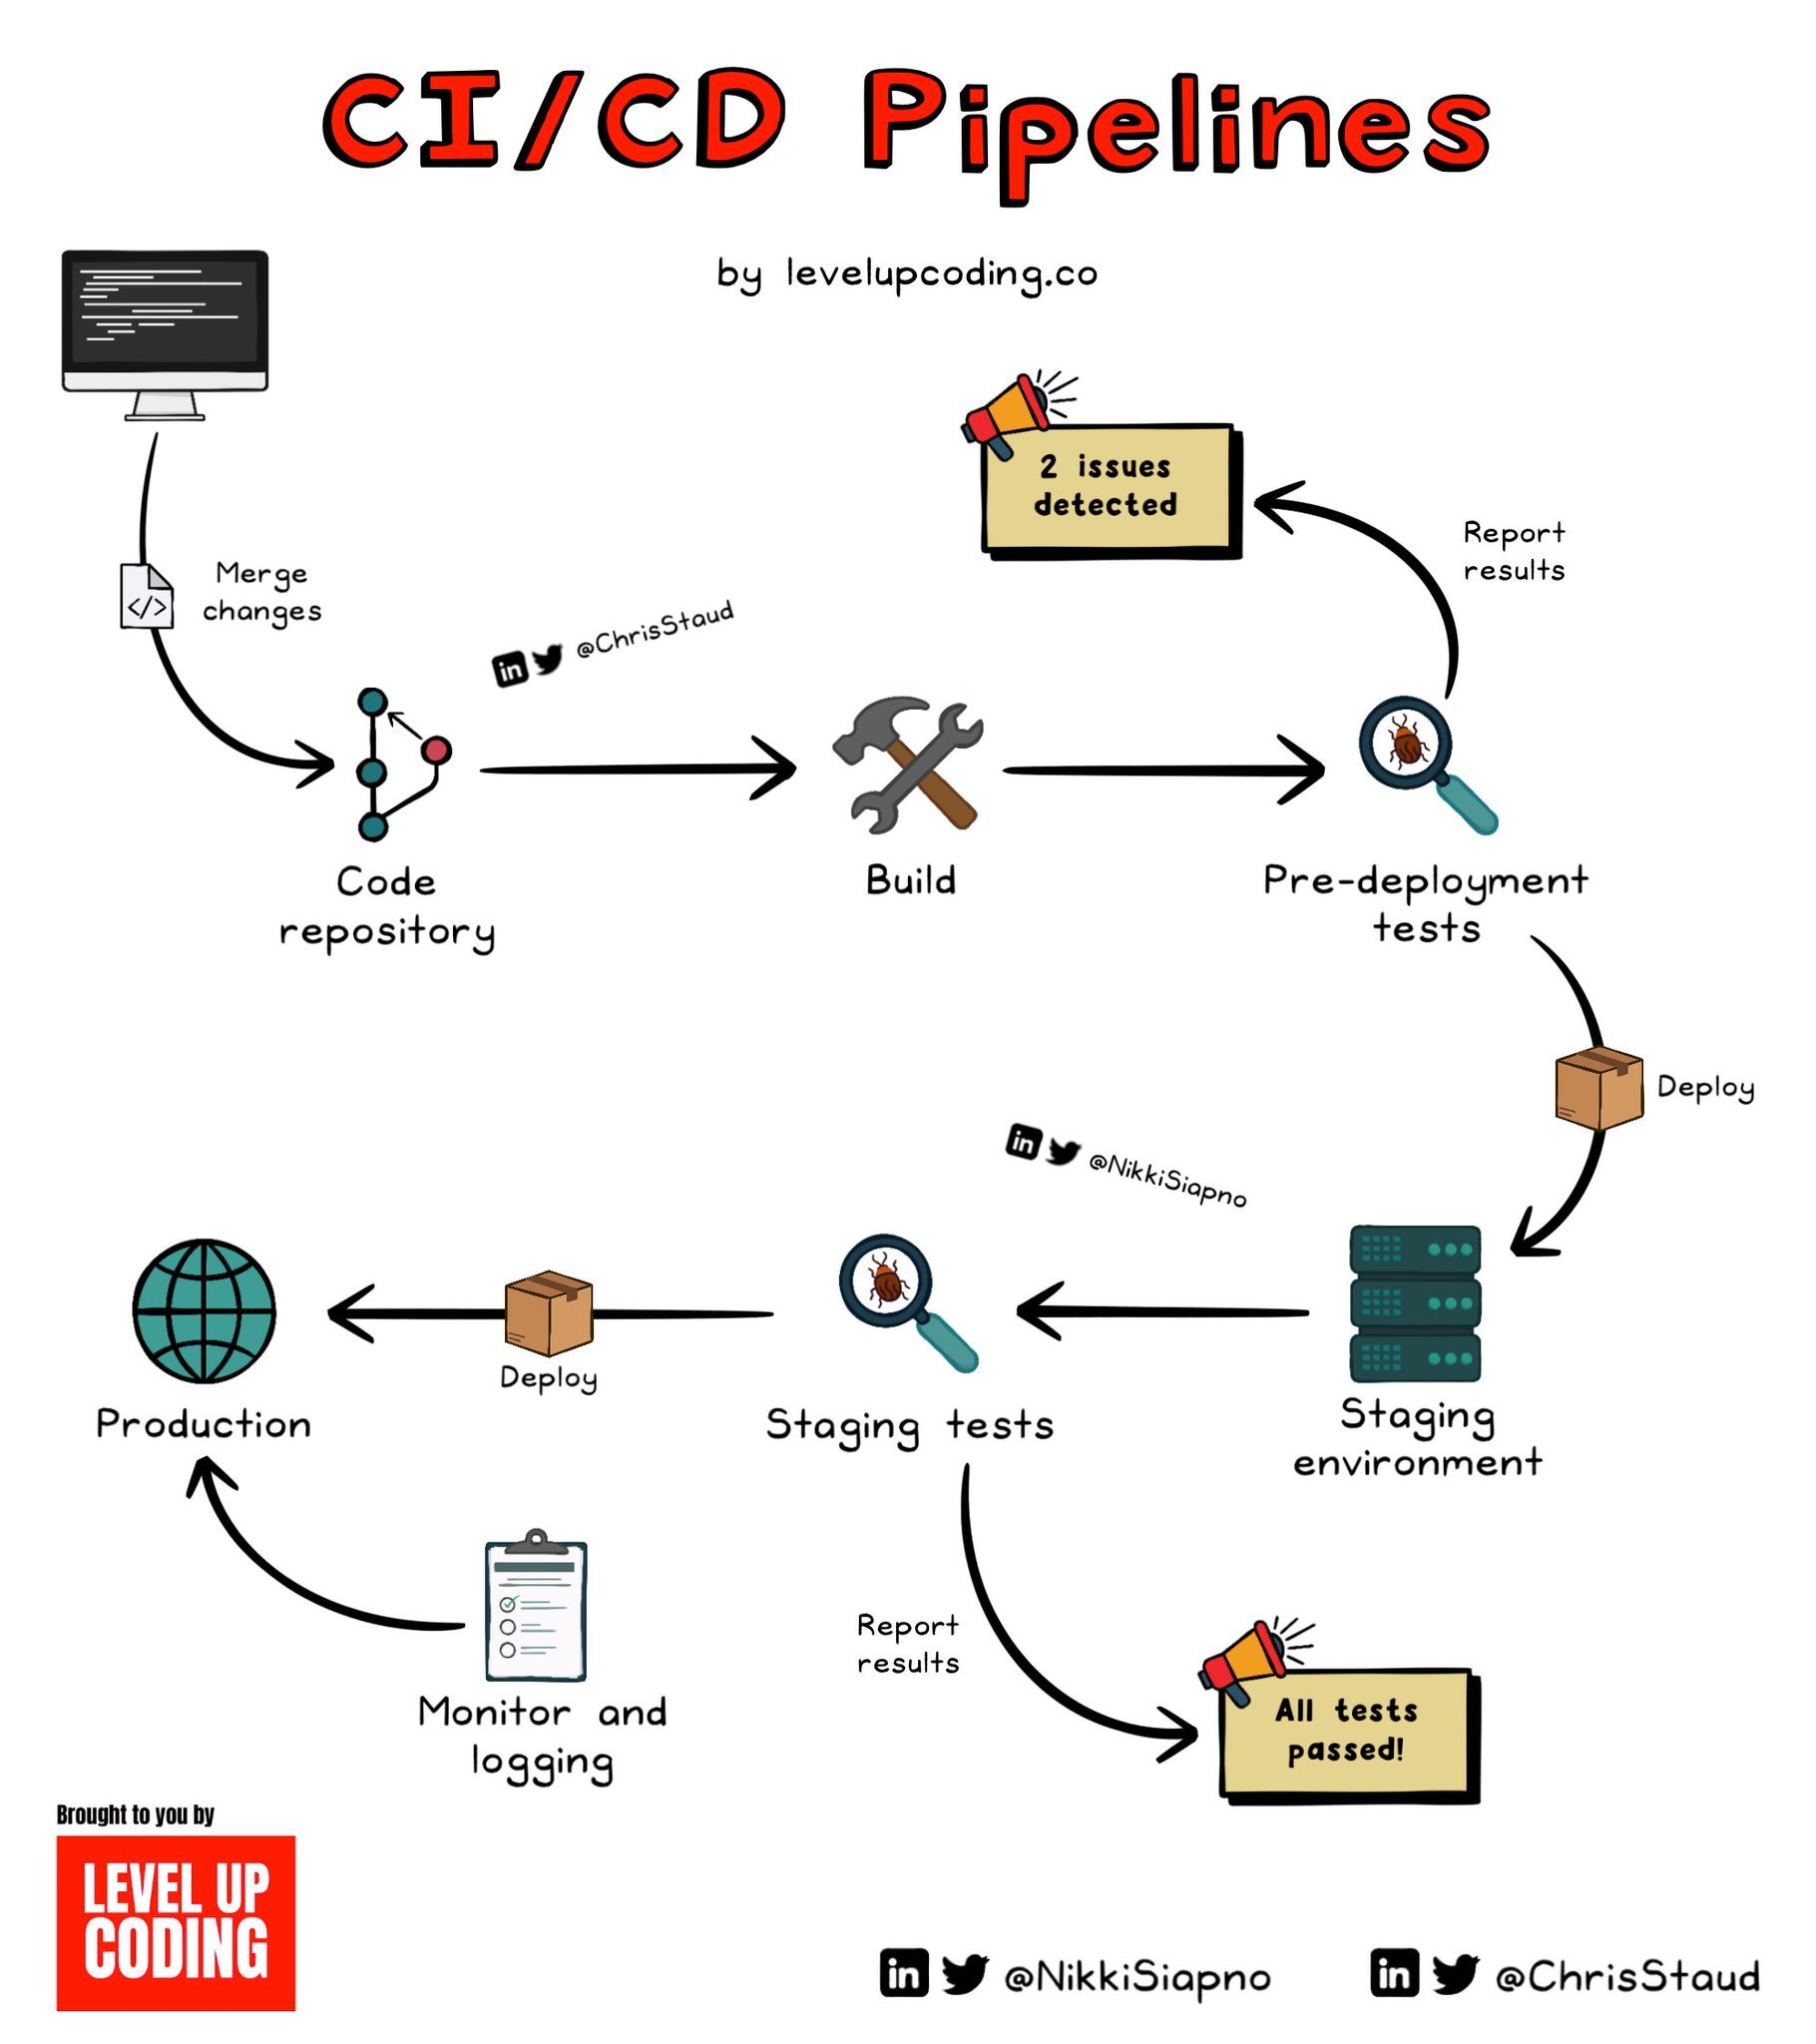 CI/CD Pipelines
by levelupcoding.co
2 issues
detected
Report
results
Merge
changes
@ChrisStaud
Code
repository
Build
Pre-deployment
tests
Deploy
@NikkiSiapno
Staging
environment
Staging tests
Deploy
Production
Report
results
All tests
passed!
Monitor and
logging
Brought to you by
LEVEL UP
CODING
@NikkiSiapno
@ChrisStaud